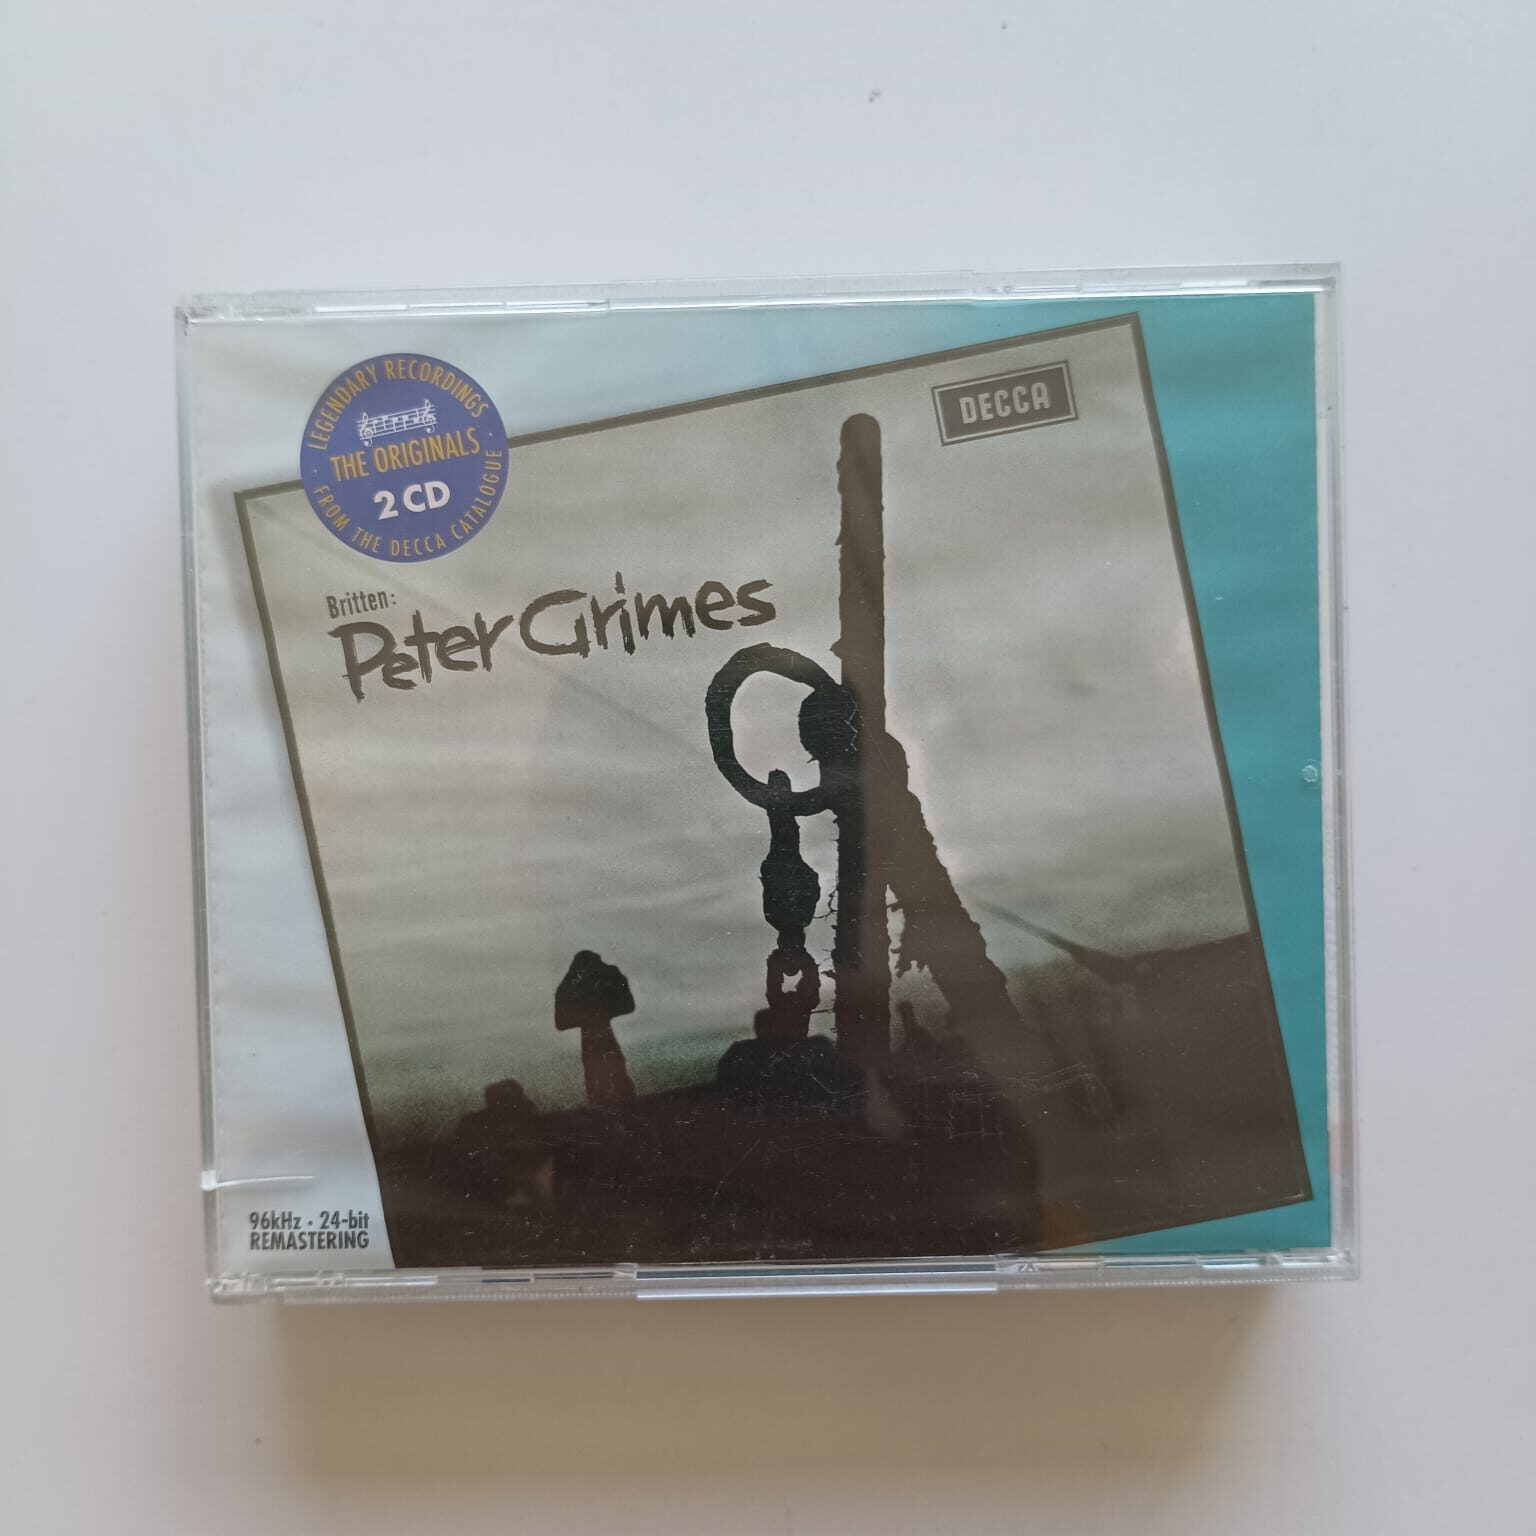 LEGENDARY RECORDINGS
THE ORIGINALS
2 CD
FROM THE DECCA CATALOGUE
DECCA
Britten:
Peter Grimes
96kHz · 24-bit
REMASTERING